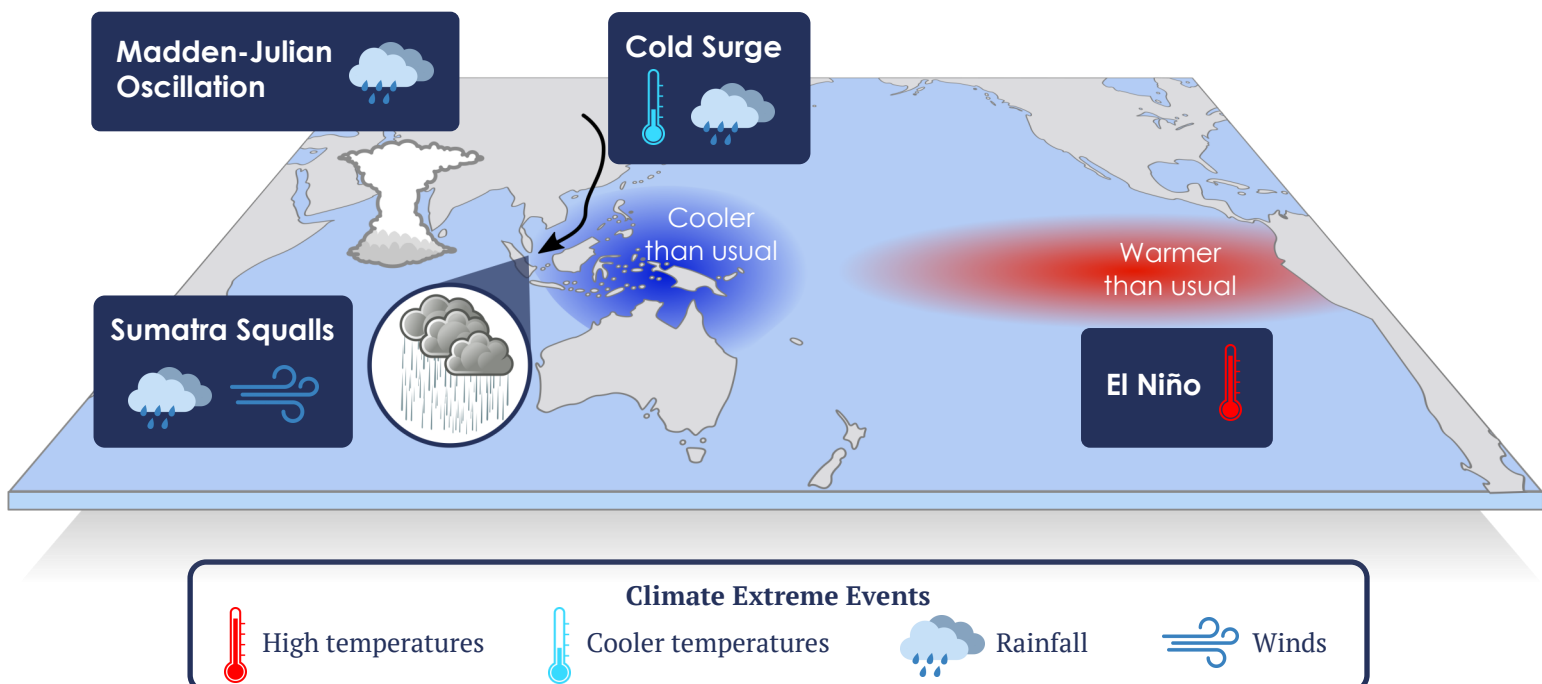 Madden-Julian
Oscillation
Cold Surge
Cooler
than usual
Warmer
than usual
Sumatra Squalls
El Niño
Climate Extreme Events
High temperatures
Cooler temperatures
Rainfall
Winds